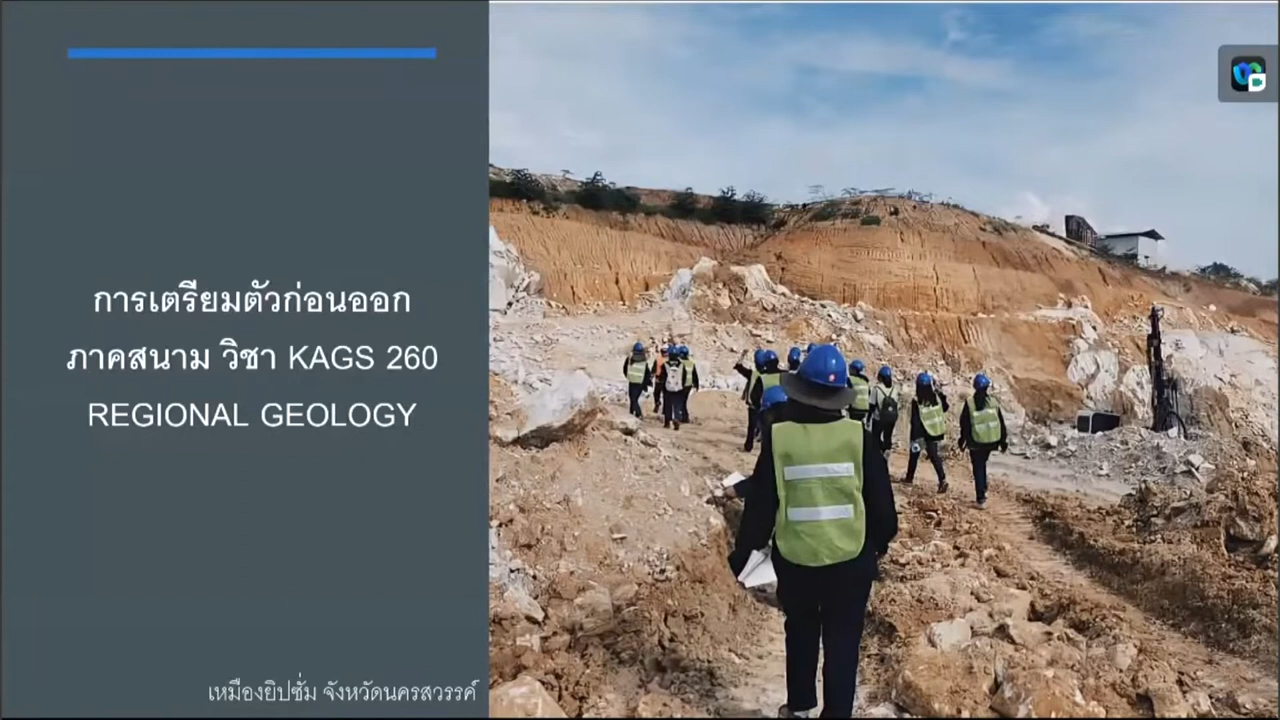 การเตรียมตัวก่อนออก
ภาคสนาม วิชา KAGS 260
REGIONAL GEOLOGY
เหมืองยิปซั่ม จังหวัดนครสวรรค์